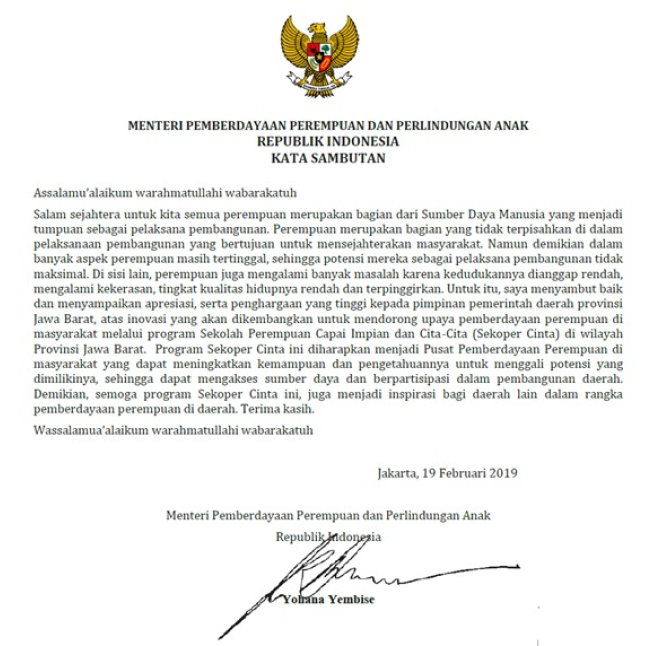 MENTERI PEMBERDAYAAN PEREMPUAN DAN PERLINDUNGAN ANAK
REPUBLIK INDONESIA
KATA SAMBUTAN
Assalamu'alaikum warahmatullahi wabarakatuh
Salam sejahtera untuk kita semua perempuan merupakan bagian dari Sumber Daya Manusia yang menjadi
tumpuan sebagai pelaksana pembangunan. Perempuan merupakan bagian yang tidak terpisahkan di dalam
pelaksanaan pembangunan yang bertujuan untuk mensejahterakan masyarakat. Namun demikian dalam
banyak aspek perempuan masih tertinggal, sehingga potensi mereka sebagai pelaksana pembangunan tidak
maksimal. Di sisi lain, perempuan juga mengalami banyak masalah karena kedudukannya dianggap rendah,
mengalami kekerasan, tingkat kualitas hidupnya rendah dan terpinggirkan. Untuk itu, saya menyambut baik
dan menyampaikan apresiasi, serta penghargaan yang tinggi kepada pimpinan pemerintah daerah provinsi
Jawa Barat, atas inovasi yang akan dikembangkan untuk mendorong upaya pemberdayaan perempuan di
masyarakat melalui program Sekolah Perempuan Capai Impian dan Cita-Cita (Sekoper Cinta) di wilayah
Provinsi Jawa Barat. Program Sekoper Cinta ini diharapkan menjadi Pusat Pemberdayaan Perempuan di
masyarakat yang dapat meningkatkan kemampuan dan pengetahuannya untuk menggali potensi yang
dimilikinya, sehingga dapat mengakses sumber daya dan berpartisipasi dalam pembangunan daerah.
Demikian, semoga program Sekoper Cinta ini, juga menjadi inspirasi bagi daerah lain dalam rangka
pemberdayaan perempuan di daerah. Terima kasih.
Wassalamua'alaikum warahmatullahi wabarakatuh
Jakarta, 19 Februari 2019
Menteri Pemberdayaan Perempuan dan Perlindungan Anak
Republik Indonesia
Yohana Yembise